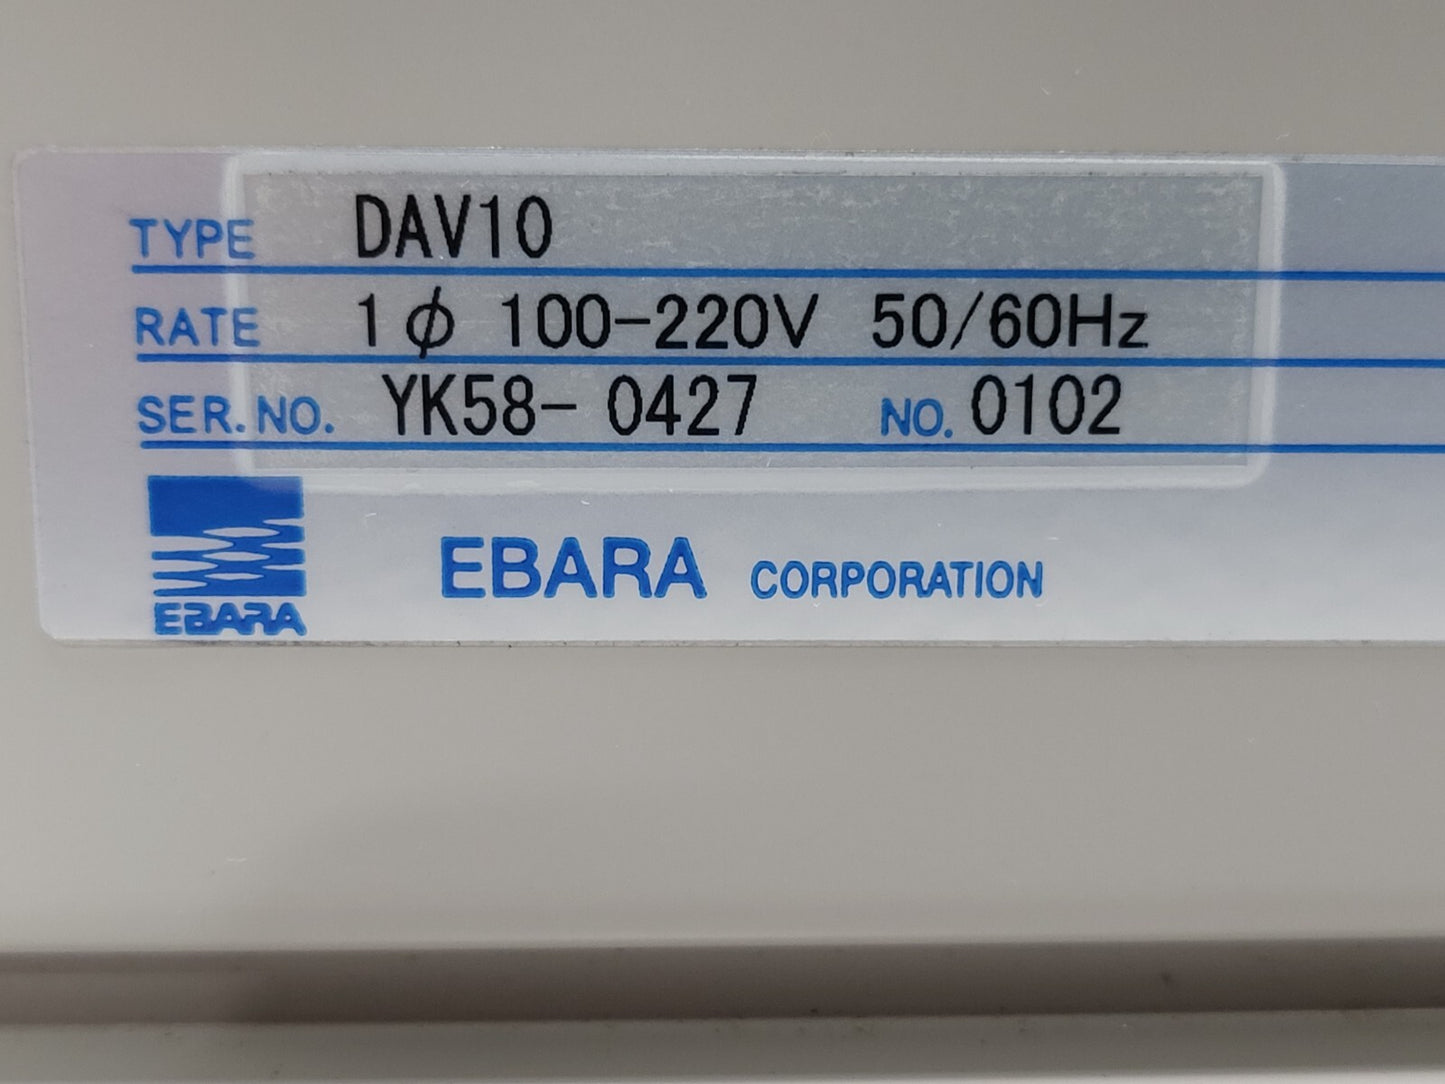 TYPE DAV10
RATE 1φ 100-220V 50/60Hz
SER.NO. YK58-0427 NO. 0102
EBARA CORPORATION
EBARA